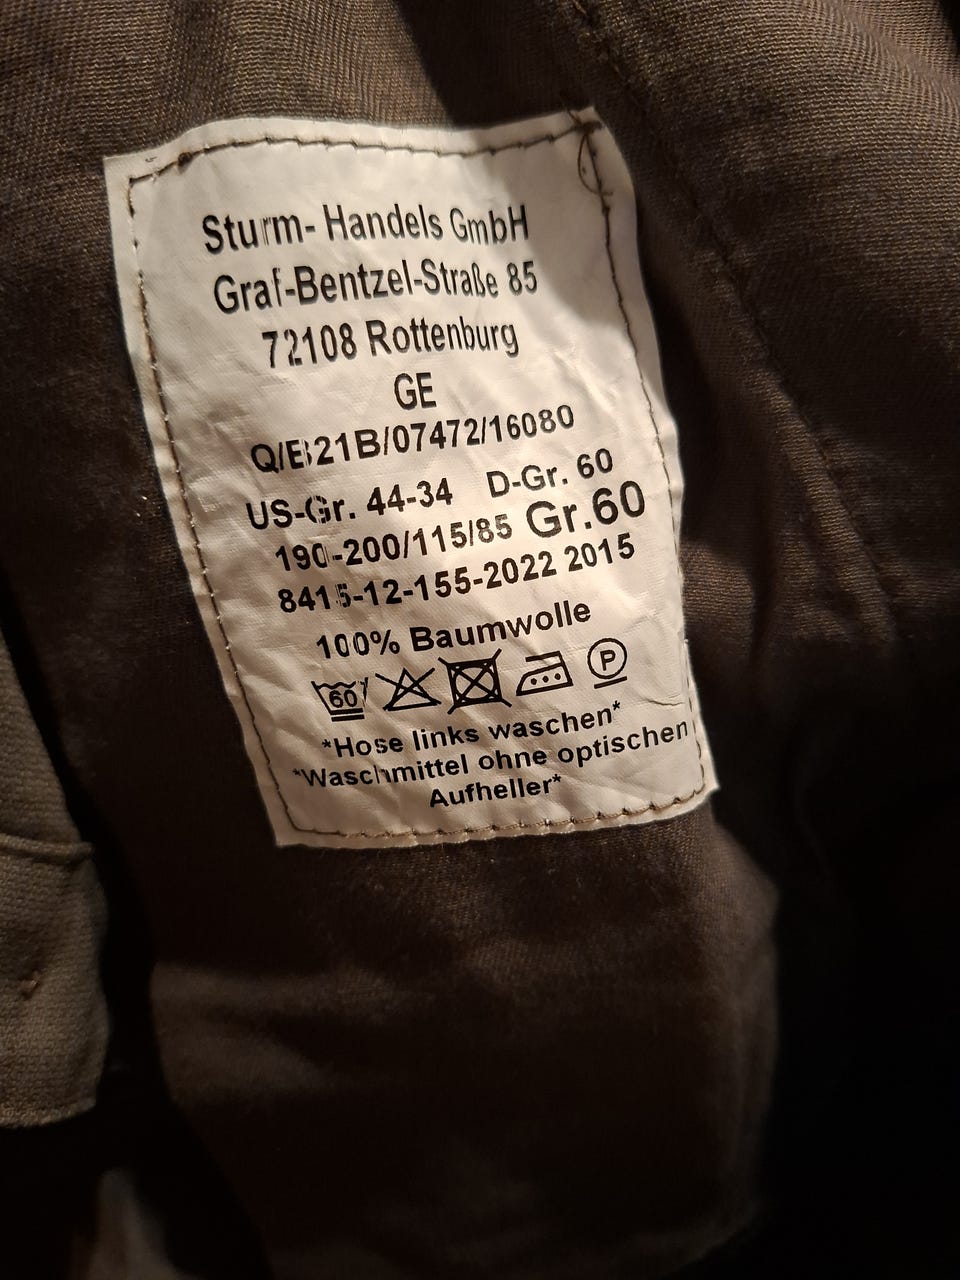 Sturm- Handels GmbH
Graf-Bentzel-Straße 85
72108 Rottenburg
GE
Q/E21B/07472/16080
US-Gr. 44-34 D-Gr. 60
190-200/115/85 Gr.60
8415-12-155-2022 2015
100% Baumwolle
60 P
*Hose links waschen*
*Waschmittel ohne optischen
Aufheller*